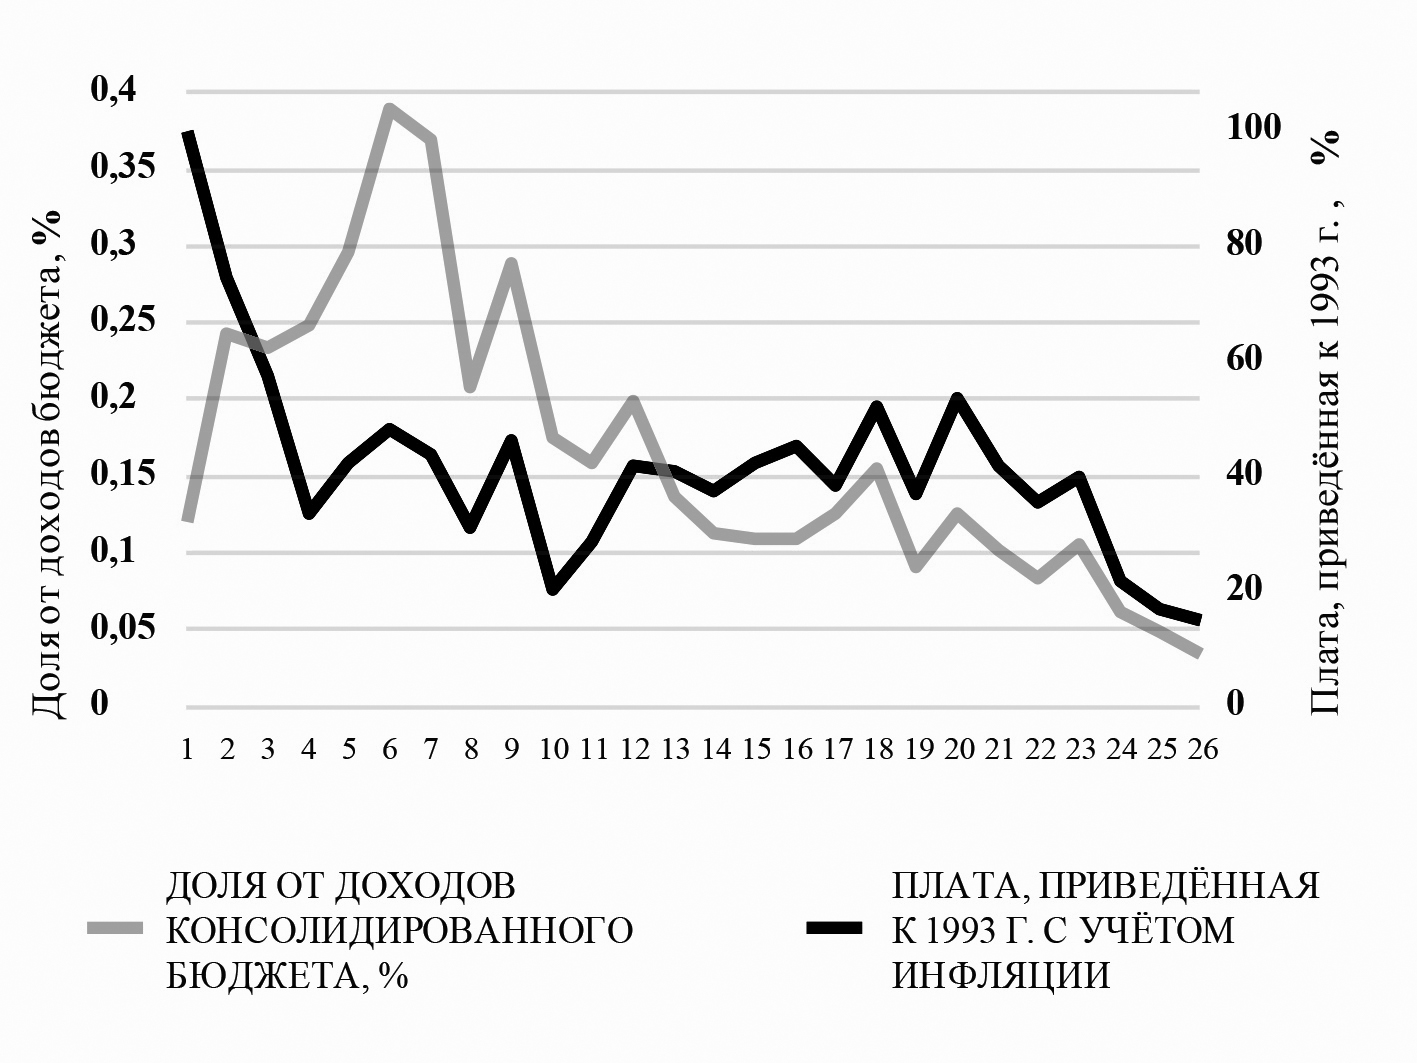 Доля от доходов бюджета, %
0,4
0,35
0,3
0,25
0,2
0,15
0,1
0,05
0
100
80
60
40
20
0
Плата, приведённая к 1993 г. , %
1 2 3 4 5 6 7 8 9 10 11 12 13 14 15 16 17 18 19 20 21 22 23 24 25 26
ДОЛЯ ОТ ДОХОДОВ
КОНСОЛИДИРОВАННОГО
БЮДЖЕТА, %
ПЛАТА, ПРИВЕДЁННАЯ
К 1993 Г. С УЧЁТОМ
ИНФЛЯЦИИ